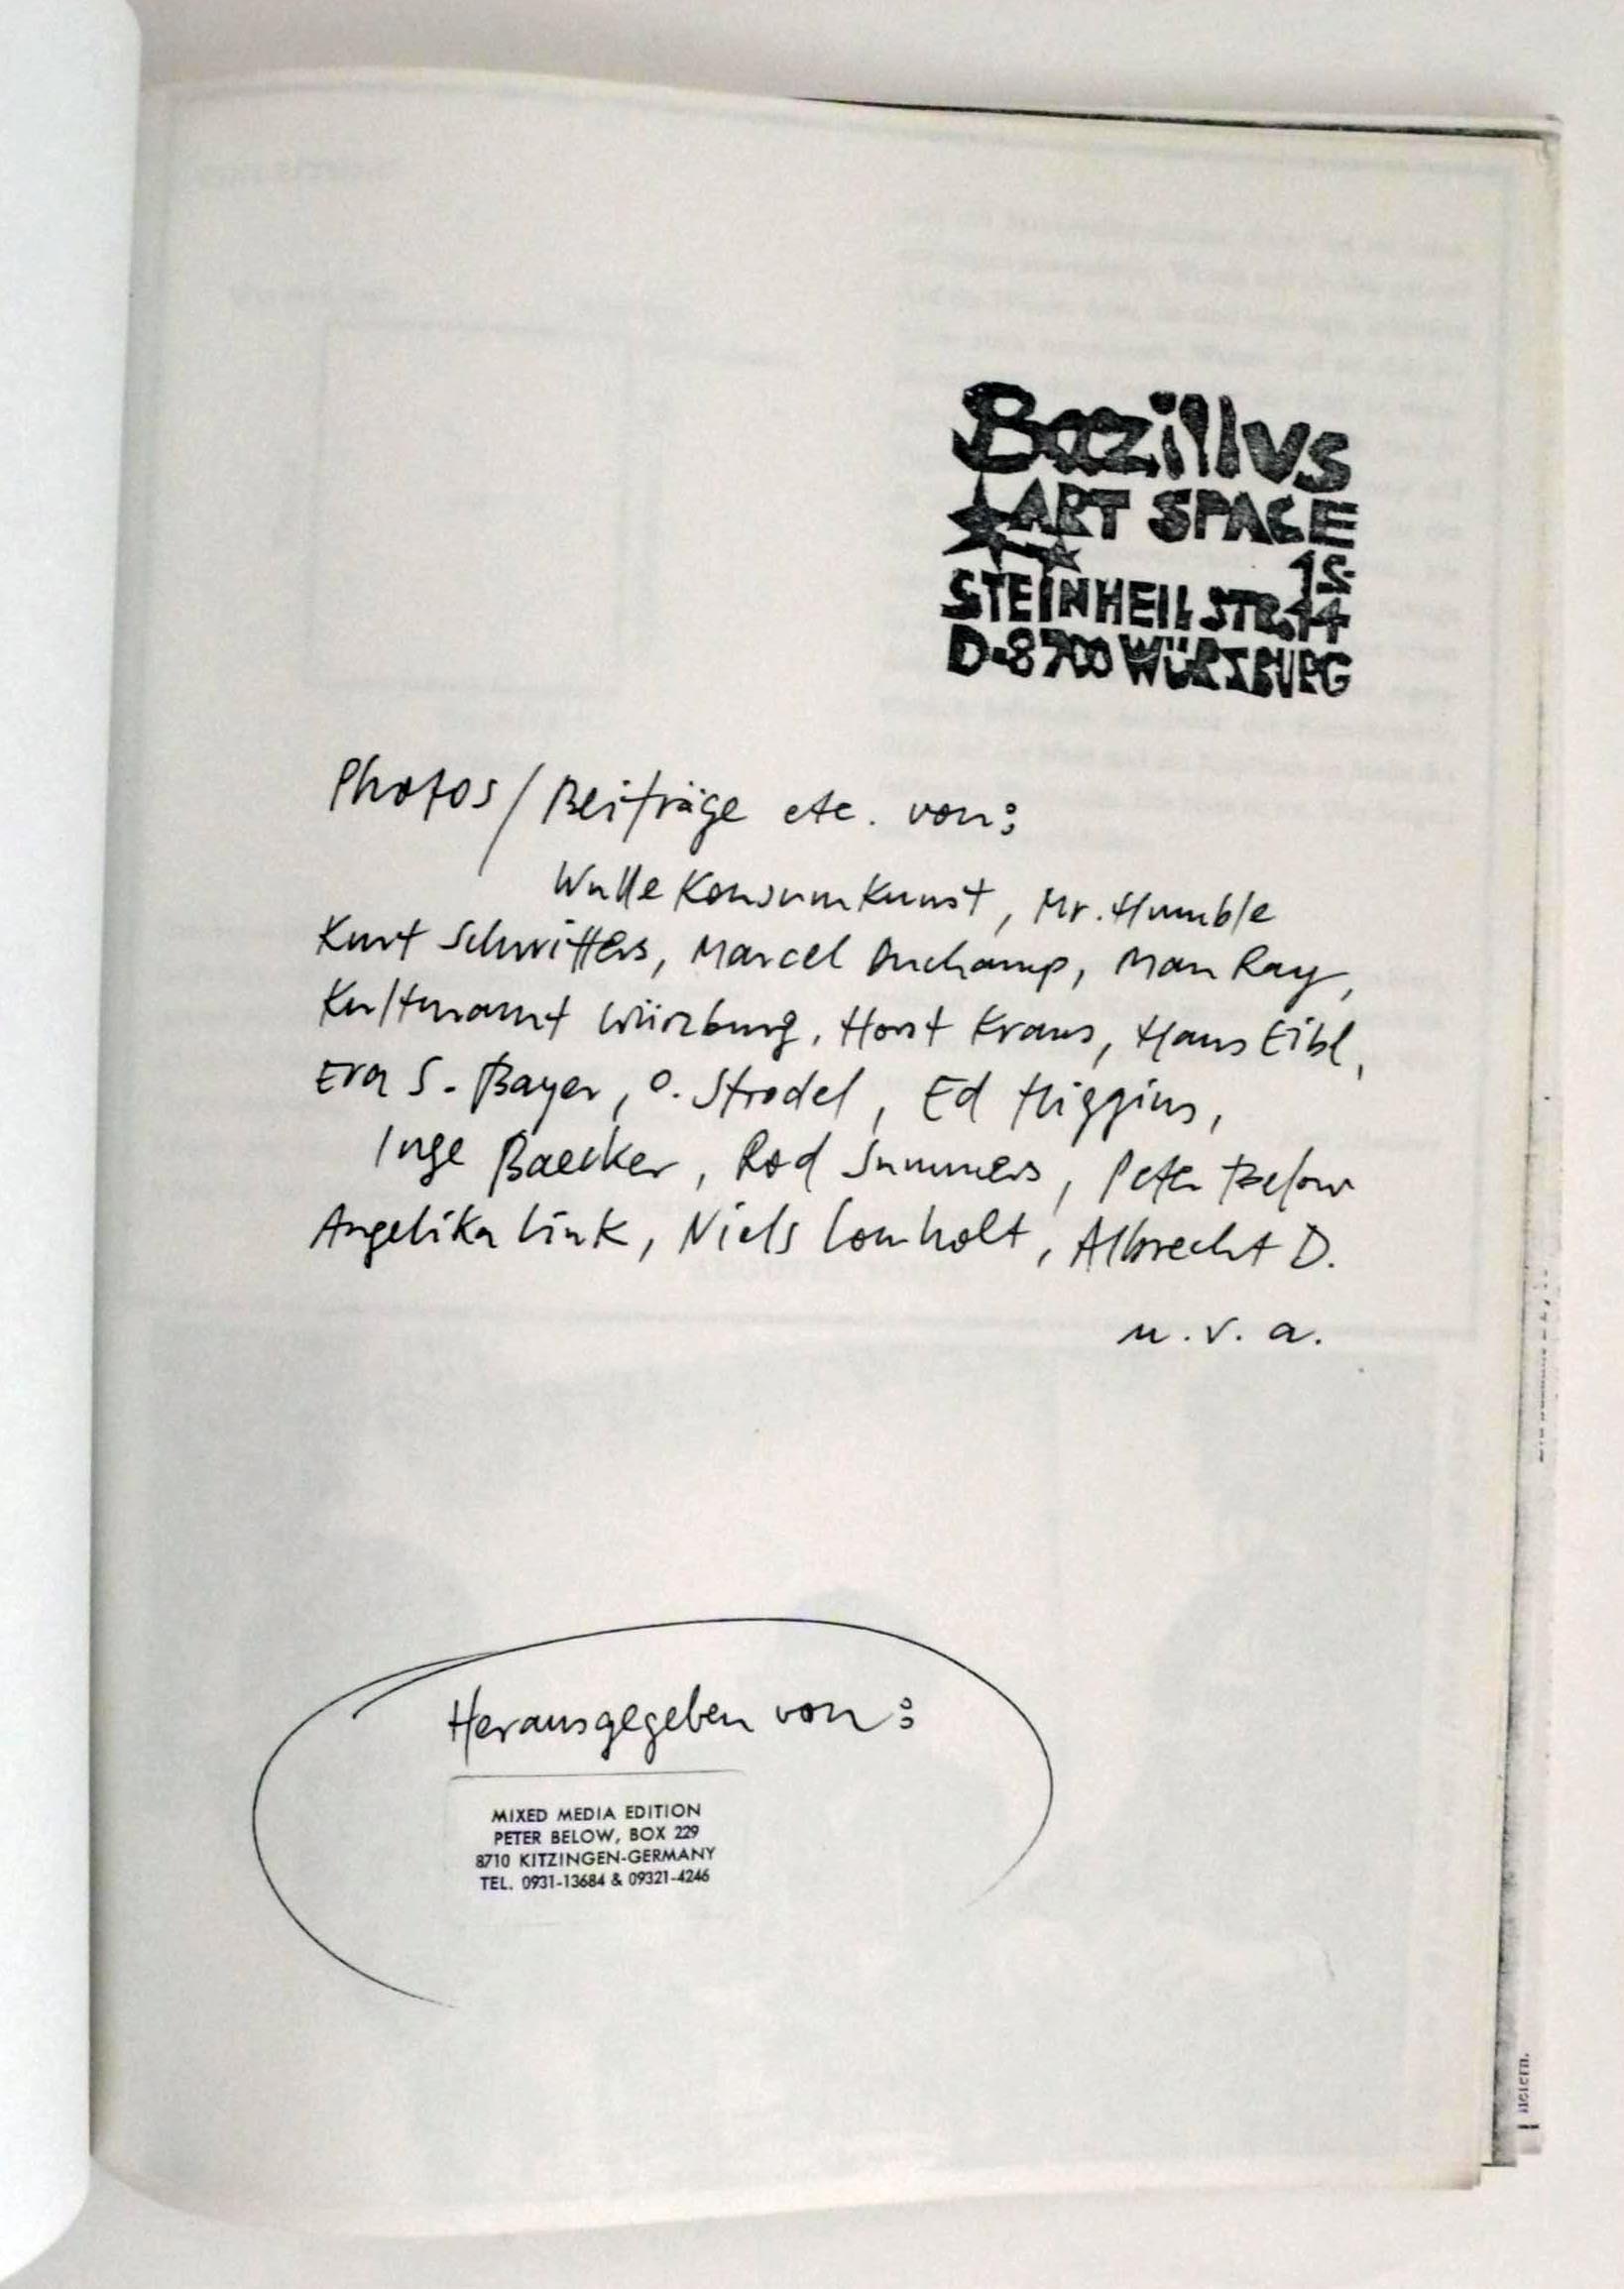 Bazillus
ART SPACE
15
STEINHEILSTR. 14
D-8700 WÜRZBURG
Photos / Beiträge etc. von:
Wulle Konsumkunst, Mr. Humble
Kurt Schwitters, Marcel Duchamp, Man Ray,
Kulturamt Würzburg, Horst Kraus, Hans Eibl,
Eva S. Bayer, O. Strodel, Ed Higgins,
Inge Baecker, Rod Summers, Peter Below
Angelika Link, Niels Lomholt, Albrecht D.
u. v. a.
Herausgegeben von:
MIXED MEDIA EDITION
PETER BELOW, BOX 229
8710 KITZINGEN-GERMANY
TEL. 0931-13684 & 09321-4246